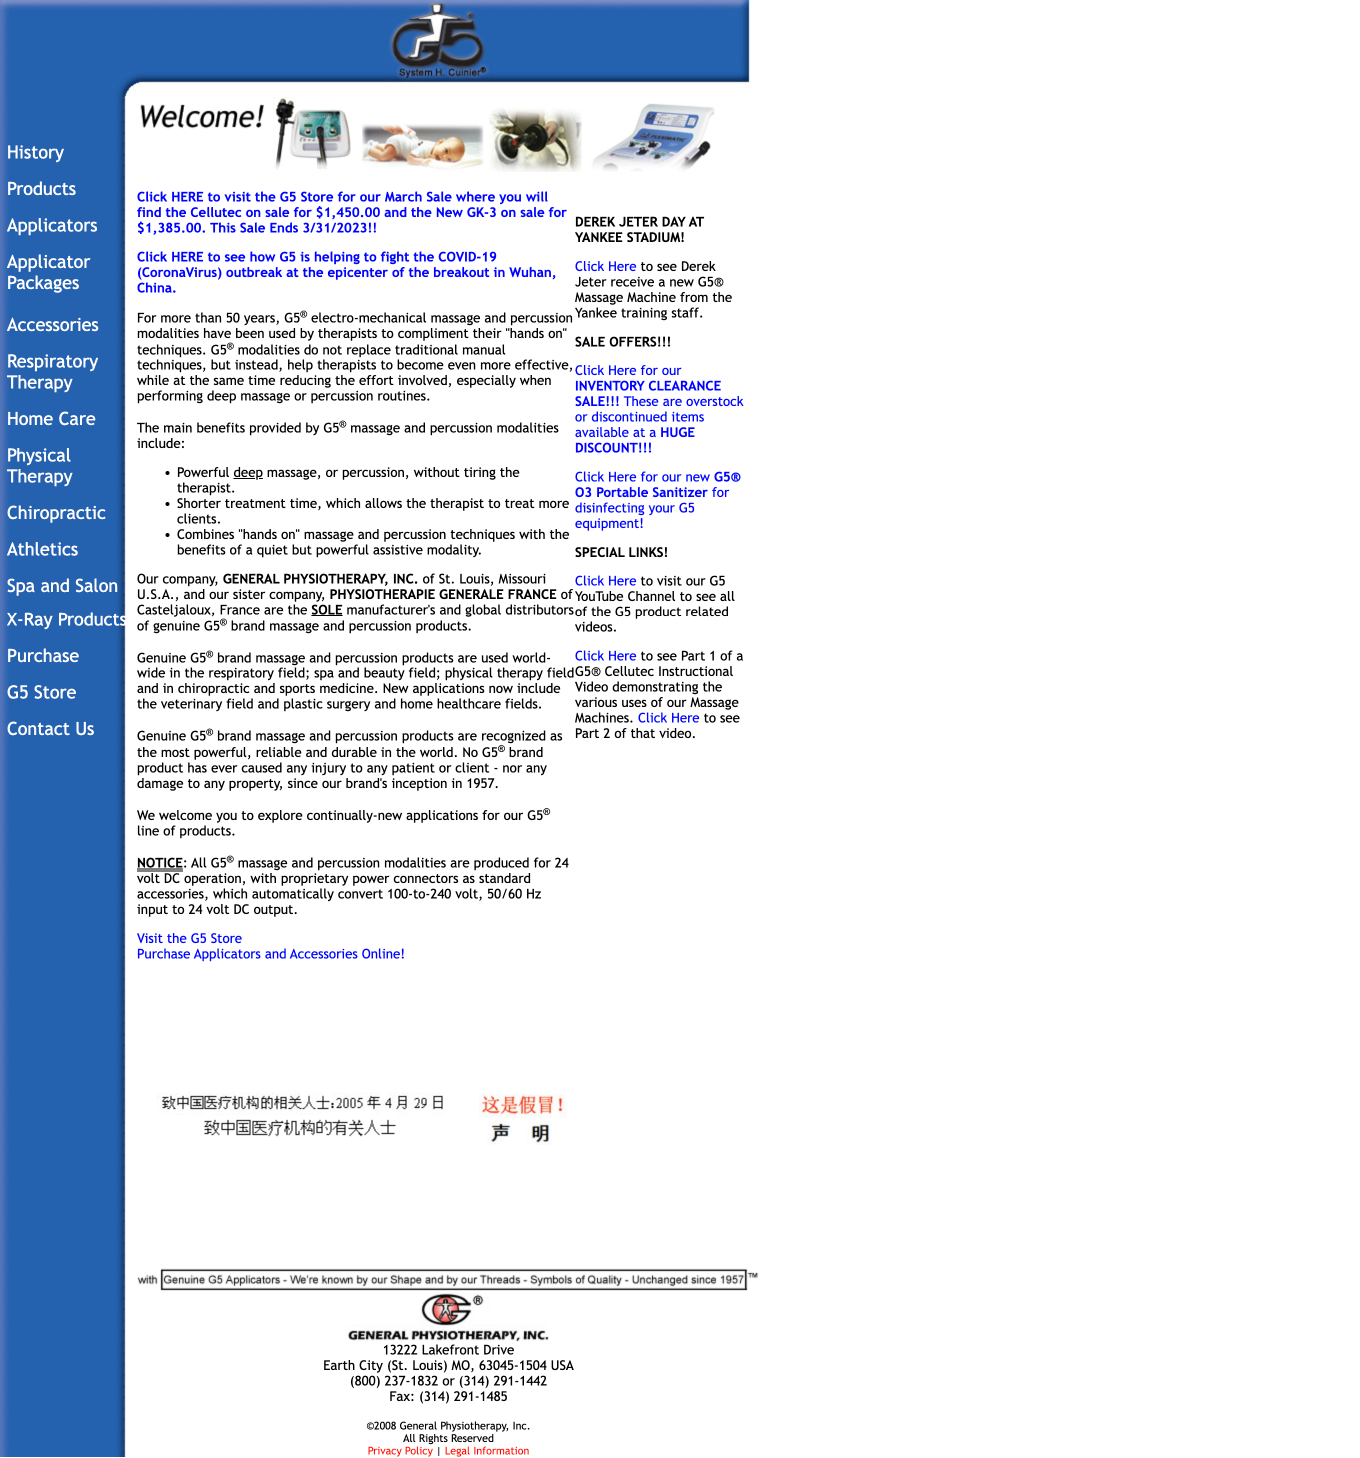 G5
System H. Cuinier®
Welcome!
History
Products
Applicators
Applicator
Packages
Accessories
Respiratory
Therapy
Home Care
Physical
Therapy
Chiropractic
Athletics
Spa and Salon
X-Ray Products
Purchase
G5 Store
Contact Us
Click HERE to visit the G5 Store for our March Sale where you will
find the Cellutec on sale for $1,450.00 and the New GK-3 on sale for
$1,385.00. This Sale Ends 3/31/2023!!
Click HERE to see how G5 is helping to fight the COVID-19
(CoronaVirus) outbreak at the epicenter of the breakout in Wuhan,
China.
For more than 50 years, G5® electro-mechanical massage and percussion
modalities have been used by therapists to compliment their "hands on"
techniques. G5® modalities do not replace traditional manual
techniques, but instead, help therapists to become even more effective,
while at the same time reducing the effort involved, especially when
performing deep massage or percussion routines.
The main benefits provided by G5® massage and percussion modalities
include:
• Powerful deep massage, or percussion, without tiring the
therapist.
• Shorter treatment time, which allows the therapist to treat more
clients.
• Combines "hands on" massage and percussion techniques with the
benefits of a quiet but powerful assistive modality.
Our company, GENERAL PHYSIOTHERAPY, INC. of St. Louis, Missouri
U.S.A., and our sister company, PHYSIOTHERAPIE GENERALE FRANCE of
Casteljaloux, France are the SOLE manufacturer's and global distributors
of genuine G5® brand massage and percussion products.
Genuine G5® brand massage and percussion products are used world-
wide in the respiratory field; spa and beauty field; physical therapy field
and in chiropractic and sports medicine. New applications now include
the veterinary field and plastic surgery and home healthcare fields.
Genuine G5® brand massage and percussion products are recognized as
the most powerful, reliable and durable in the world. No G5® brand
product has ever caused any injury to any patient or client - nor any
damage to any property, since our brand's inception in 1957.
We welcome you to explore continually-new applications for our G5®
line of products.
NOTICE: All G5® massage and percussion modalities are produced for 24
volt DC operation, with proprietary power connectors as standard
accessories, which automatically convert 100-to-240 volt, 50/60 Hz
input to 24 volt DC output.
Visit the G5 Store
Purchase Applicators and Accessories Online!
DEREK JETER DAY AT
YANKEE STADIUM!
Click Here to see Derek
Jeter receive a new G5®
Massage Machine from the
Yankee training staff.
SALE OFFERS!!!
Click Here for our
INVENTORY CLEARANCE
SALE!!! These are overstock
or discontinued items
available at a HUGE
DISCOUNT!!!
Click Here for our new G5®
O3 Portable Sanitizer for
disinfecting your G5
equipment!
SPECIAL LINKS!
Click Here to visit our G5
YouTube Channel to see all
of the G5 product related
videos.
Click Here to see Part 1 of a
G5® Cellutec Instructional
Video demonstrating the
various uses of our Massage
Machines. Click Here to see
Part 2 of that video.
致中国医疗机构的相关人士:2005 年 4 月 29 日
致中国医疗机构的有关人士
这是假冒!
声 明
with Genuine G5 Applicators - We're known by our Shape and by our Threads - Symbols of Quality - Unchanged since 1957 ™
®
GENERAL PHYSIOTHERAPY, INC.
13222 Lakefront Drive
Earth City (St. Louis) MO, 63045-1504 USA
(800) 237-1832 or (314) 291-1442
Fax: (314) 291-1485
©2008 General Physiotherapy, Inc.
All Rights Reserved
Privacy Policy | Legal Information